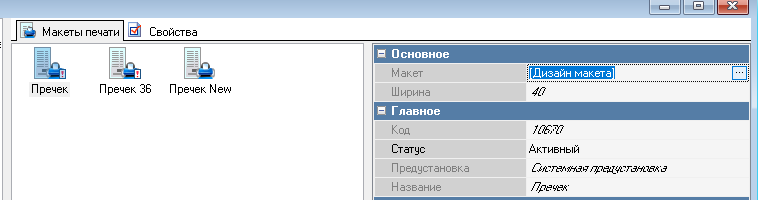 Макеты печати Свойства
Пречек Пречек 36 Пречек New
Основное
Макет [Дизайн макета] ...
Ширина 40
Главное
Код 10670
Статус Активный
Предустановка Системная предустановка
Название Пречек